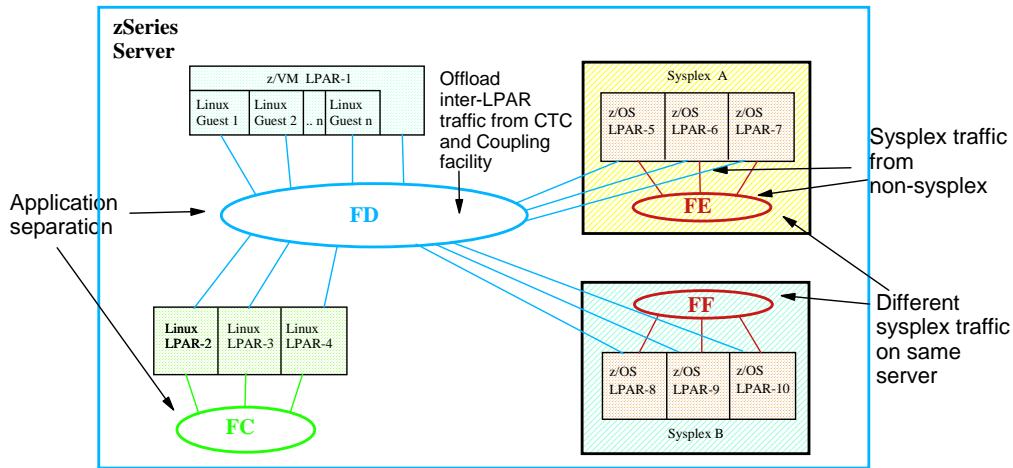 zSeries
Server
z/VM LPAR-1
Linux
Guest 1
Linux
Guest 2
.. n
Linux
Guest n
Offload
inter-LPAR
traffic from CTC
and Coupling
facility
Sysplex A
z/OS
LPAR-5
z/OS
LPAR-6
z/OS
LPAR-7
Sysplex traffic
from
non-sysplex
Application
separation
FD
FE
FF
Different
sysplex traffic
on same
server
Linux
LPAR-2
Linux
LPAR-3
Linux
LPAR-4
z/OS
LPAR-8
z/OS
LPAR-9
z/OS
LPAR-10
FC
Sysplex B